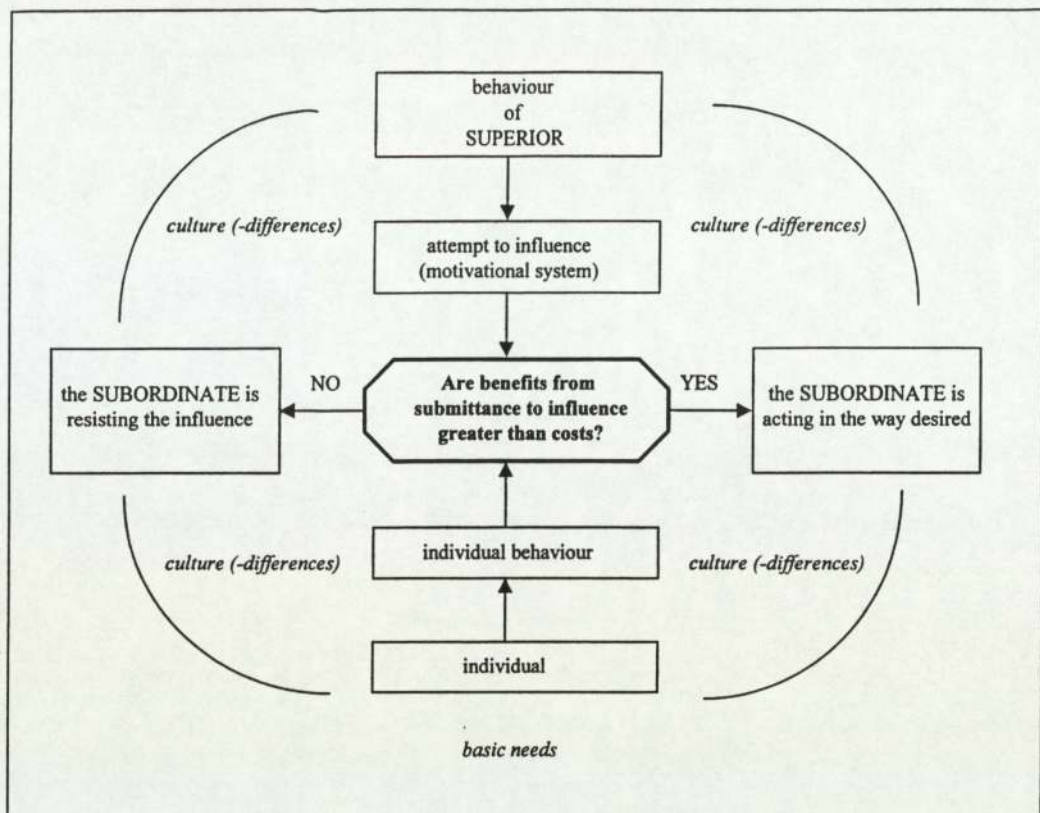 behaviour
of
SUPERIOR
culture (-differences)
culture (-differences)
attempt to influence
(motivational system)
the SUBORDINATE is
resisting the influence
NO
Are benefits from
submittance to influence
greater than costs?
YES
the SUBORDINATE is
acting in the way desired
individual behaviour
culture (-differences)
culture (-differences)
individual
basic needs